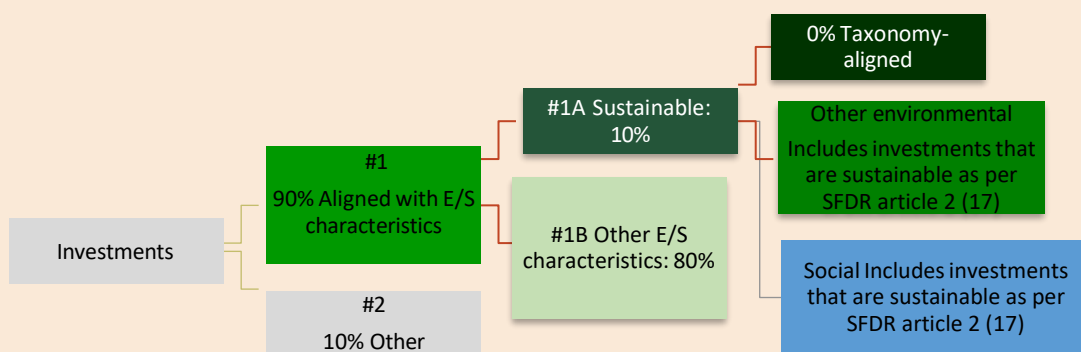 Investments
#1
90% Aligned with E/S
characteristics
#2
10% Other
#1A Sustainable:
10%
#1B Other E/S
characteristics: 80%
0% Taxonomy-
aligned
Other environmental
Includes investments that
are sustainable as per
SFDR article 2 (17)
Social Includes investments
that are sustainable as per
SFDR article 2 (17)